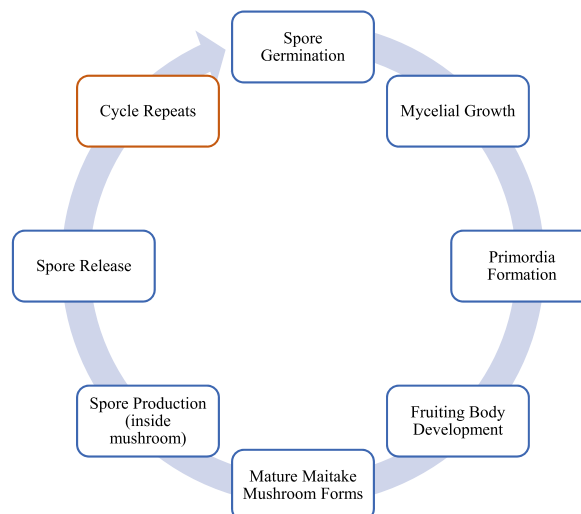 Spore
Germination
Mycelial Growth
Primordia
Formation
Fruiting Body
Development
Mature Maitake
Mushroom Forms
Spore Production
(inside
mushroom)
Spore Release
Cycle Repeats